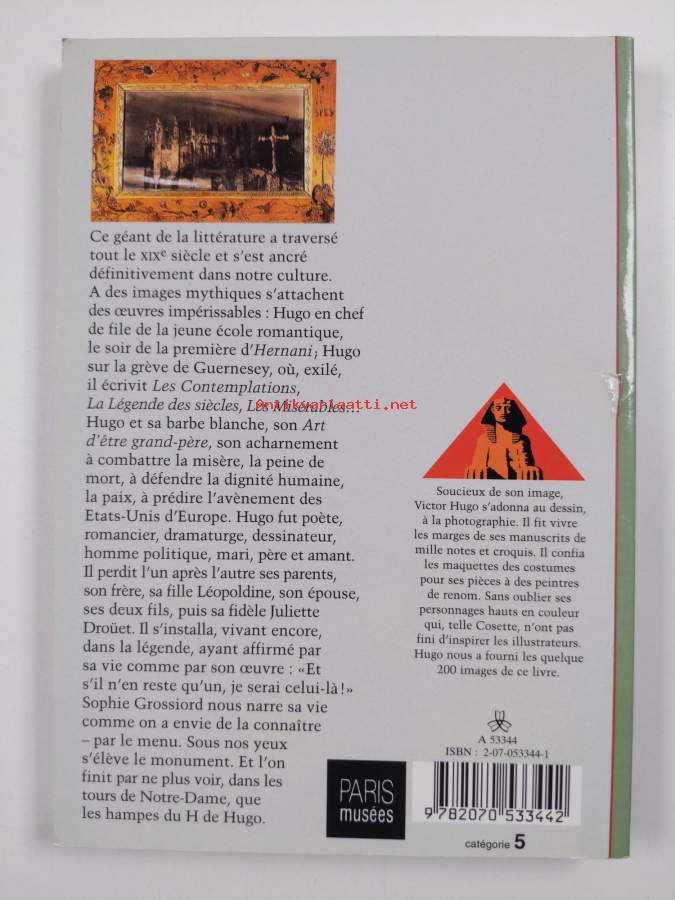 Ce géant de la littérature a traversé
tout le XIXe siècle et s'est ancré
définitivement dans notre culture.
A des images mythiques s'attachent
des œuvres impérissables : Hugo en chef
de file de la jeune école romantique,
le soir de la première d'Hernani ; Hugo
sur la grève de Guernesey, où, exilé,
il écrivit Les Contemplations,
La Légende des siècles, Les Misérables...
Antikvariaatti.net
Hugo et sa barbe blanche, son Art
d'être grand-père, son acharnement
à combattre la misère, la peine de
mort, à défendre la dignité humaine,
la paix, à prédire l'avènement des
Etats-Unis d'Europe. Hugo fut poète,
romancier, dramaturge, dessinateur,
homme politique, mari, père et amant.
Il perdit l'un après l'autre ses parents,
son frère, sa fille Léopoldine, son épouse,
ses deux fils, puis sa fidèle Juliette
Droüet. Il s'installa, vivant encore,
dans la légende, ayant affirmé par
sa vie comme par son œuvre : «Et
s'il n'en reste qu'un, je serai celui-là !»
Sophie Grossiord nous narre sa vie
comme on a envie de la connaître
– par le menu. Sous nos yeux
s'élève le monument. Et l'on
finit par ne plus voir, dans les
tours de Notre-Dame, que
les hampes du H de Hugo.
Soucieux de son image,
Victor Hugo s'adonna au dessin,
à la photographie. Il fit vivre
les marges de ses manuscrits de
mille notes et croquis. Il confia
les maquettes des costumes
pour ses pièces à des peintres
de renom. Sans oublier ses
personnages hauts en couleur
qui, telle Cosette, n'ont pas
fini d'inspirer les illustrateurs.
Hugo nous a fourni les quelque
200 images de ce livre.
A 53344
ISBN : 2-07-053344-1
PARIS
musées
9 782070 533442
catégorie 5